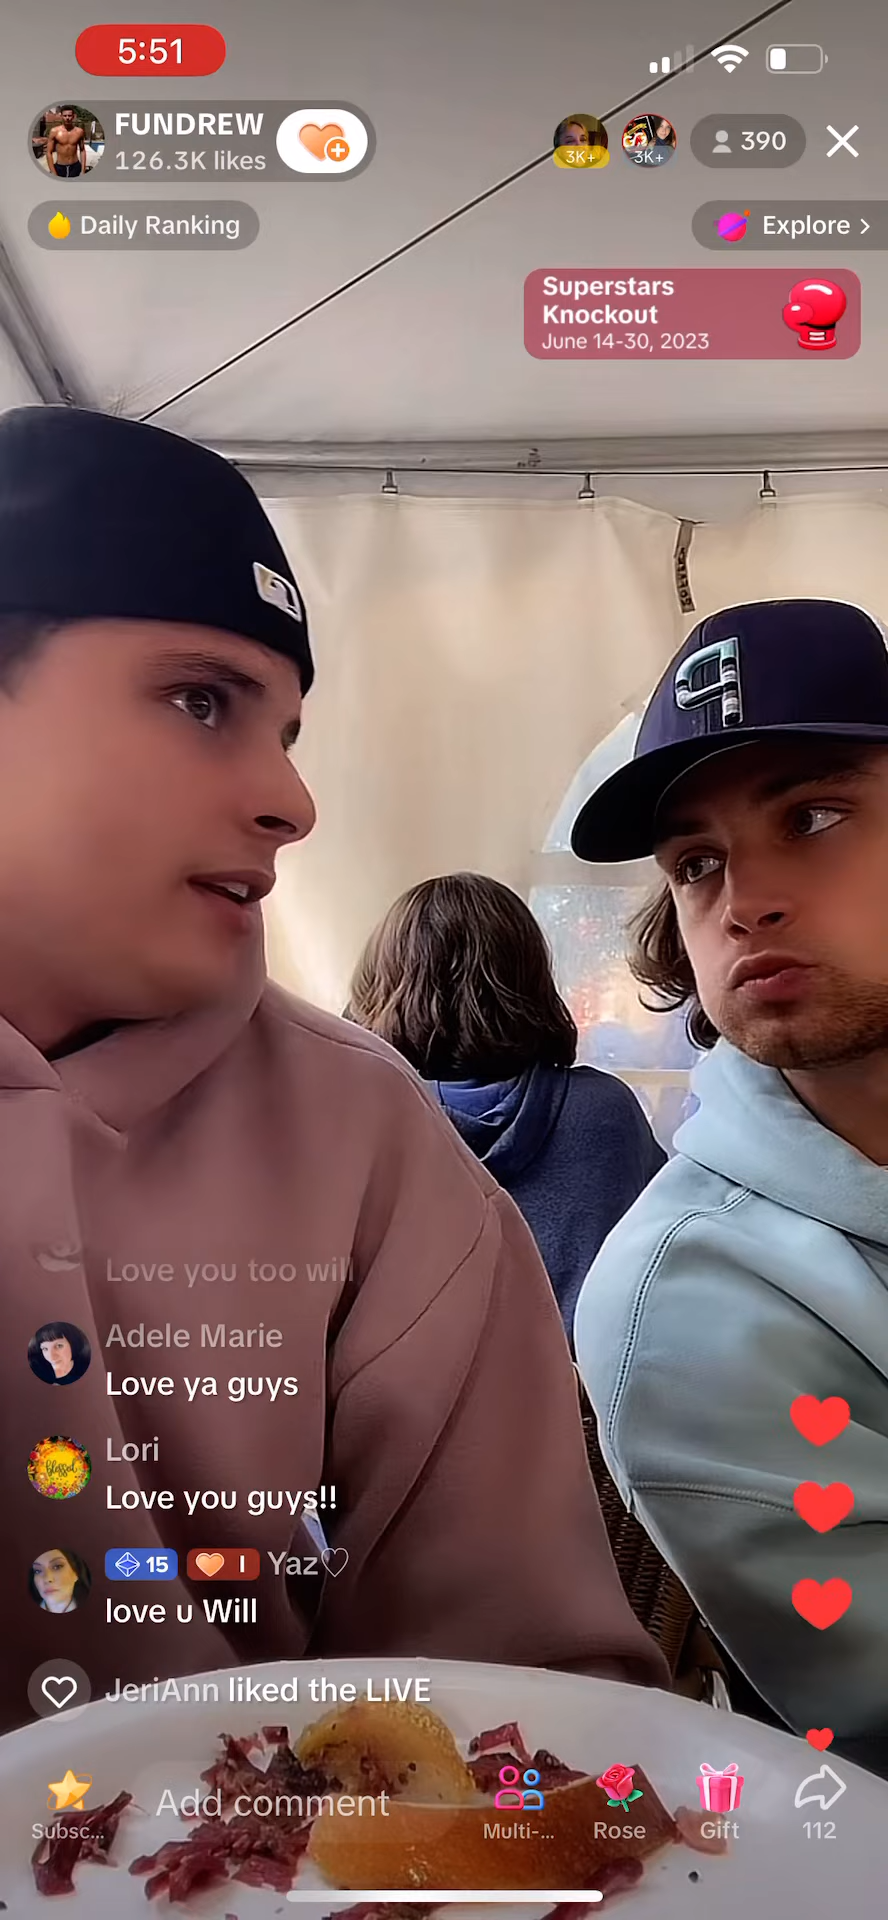 5:51
FUNDREW
126.3K likes
3K+
3K+
390
Daily Ranking
Explore >
Superstars
Knockout
June 14-30, 2023
Love you too will
Adele Marie
Love ya guys
Lori
Love you guys!!
15 I Yaz♡
love u Will
JeriAnn liked the LIVE
Add comment
Subsc...
Multi-...
Rose
Gift
112